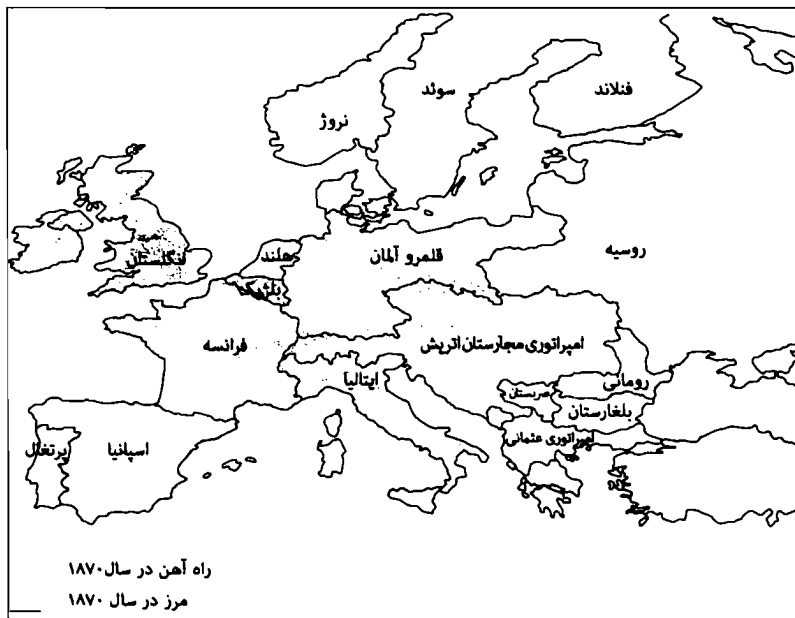 فنلاند
سوئد
نروژ
روسیه
قلمرو آلمان
هلند
انگلستان
بلژیک
امپراتوری مجارستان اتریش
فرانسه
ایتالیا
رومانی
صربستان
بلغارستان
امپراتوری عثمانی
اسپانیا
پرتغال
راه آهن در سال ۱۸۷۰
مرز در سال ۱۸۷۰